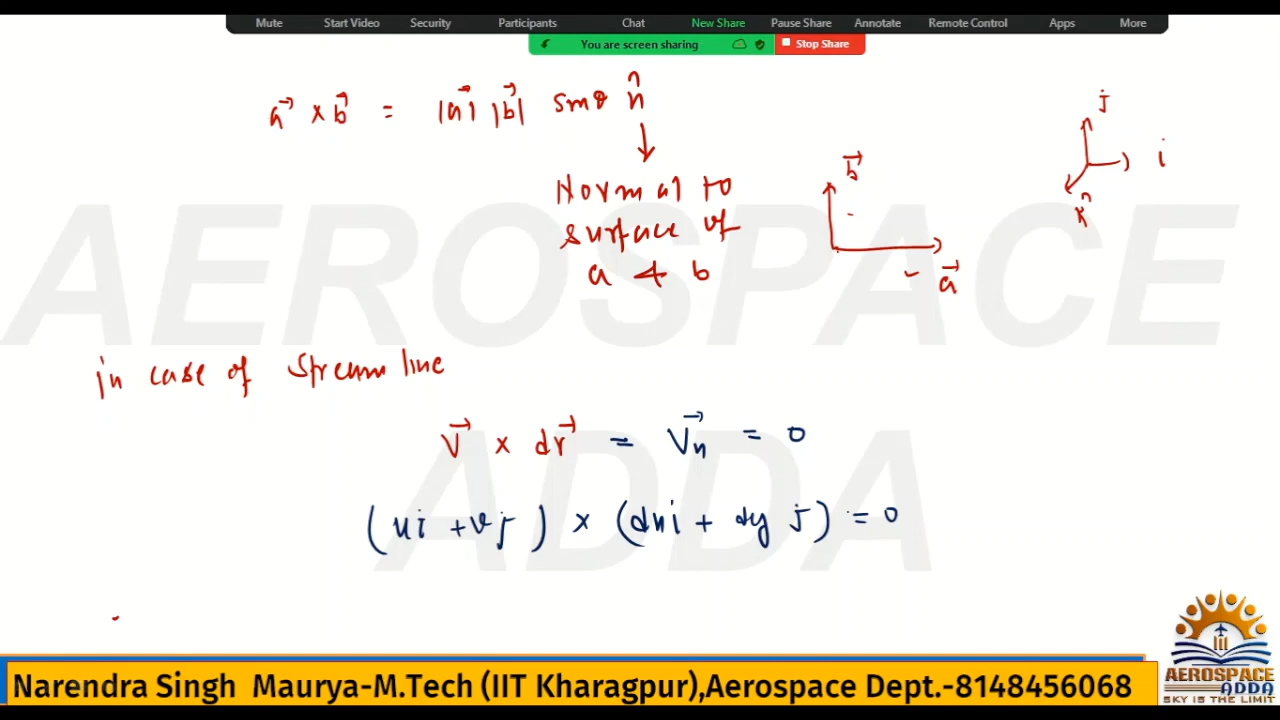 Mute Start Video Security Participants Chat New Share Pause Share Annotate Remote Control Apps More
You are screen sharing Stop Share
a⃗ × b⃗ = |a⃗| |b⃗| sinθ n̂
Normal to
surface of
a & b
b⃗
a⃗
j
i
k̂
in case of stream line
V⃗ × dr⃗ = V⃗n = 0
(ui + vj) × (dxi + dy j) = 0
AEROSPACE
ADDA
Narendra Singh Maurya-M.Tech (IIT Kharagpur),Aerospace Dept.-8148456068
AEROSPACE
ADDA
SKY IS THE LIMIT